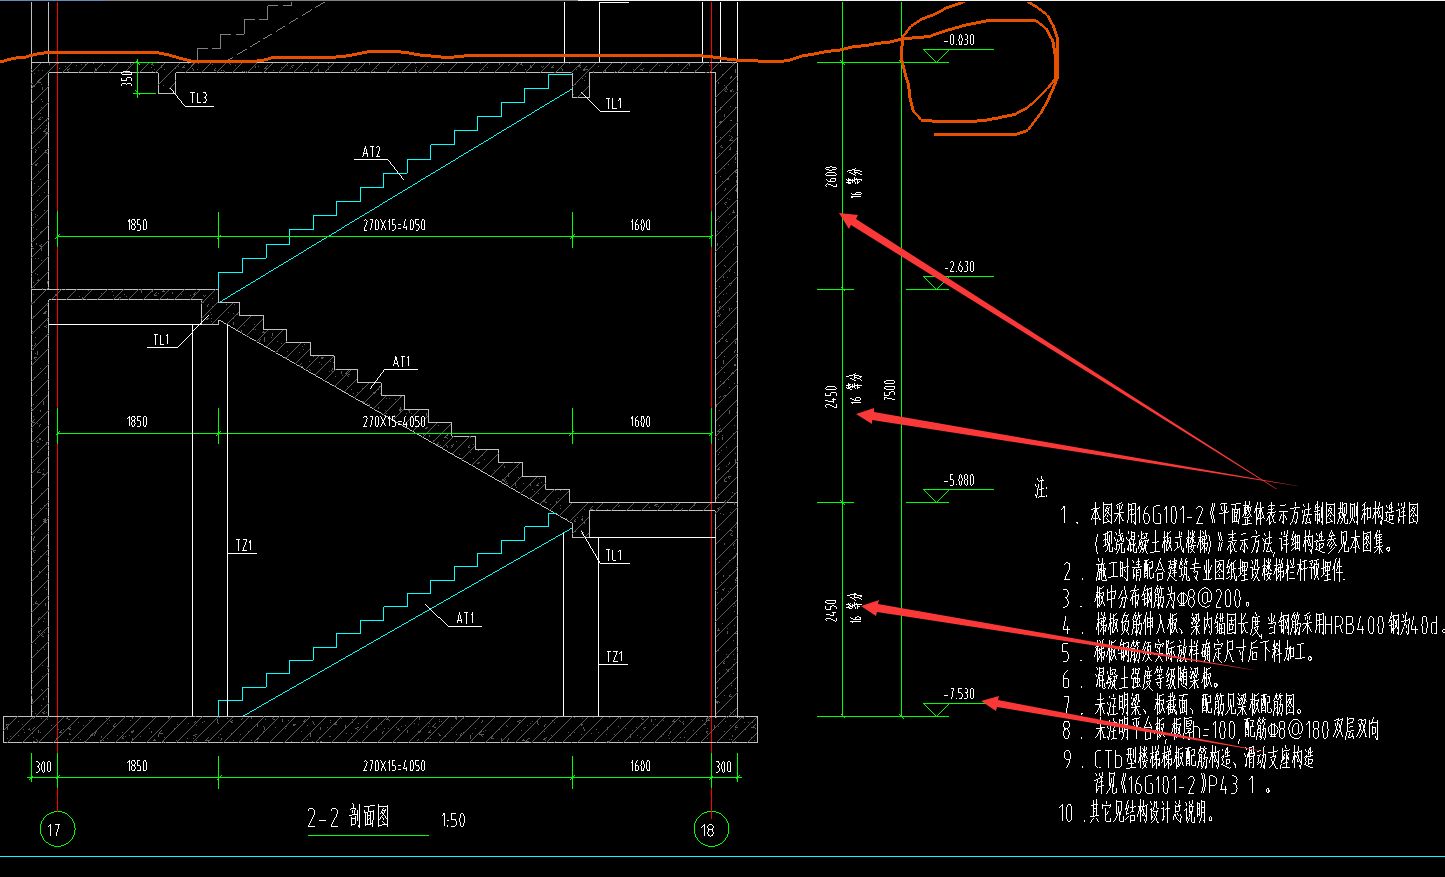 -0.030
350
TL3
TL1
AT2
2600
16 等分
1850
270X15=4050
1600
-2.630
TL1
AT1
2450
16 等分
7500
1850
270X15=4050
1600
-5.080
注:
1 . 本图采用16G101-2《平面整体表示方法制图规则和构造详图
(现浇混凝土板式楼梯)》表示方法,详细构造参见本图集。
TZ1
TL1
2 . 施工时请配合建筑专业图纸埋设楼梯栏杆预埋件.
3 . 板中分布钢筋为Φ8@200。
AT1
2450
16 等分
4 . 梯板负筋伸入板、梁内锚固长度,当钢筋采用HRB400钢为40d。
5 . 梯板钢筋须实际放样确定尺寸后下料加工。
TZ1
6 . 混凝土强度等级随梁板。
-7.530
7 . 未注明梁、板截面、配筋见梁板配筋图。
8 . 未注明平台板,板厚h=100,配筋Φ8@180双层双向
9 . CTb型楼梯梯板配筋构造、滑动支座构造
详见《16G101-2》P43 1 。
300
1850
270X15=4050
1600
300
10 .其它见结构设计总说明。
2-2 剖面图
1:50
17
18